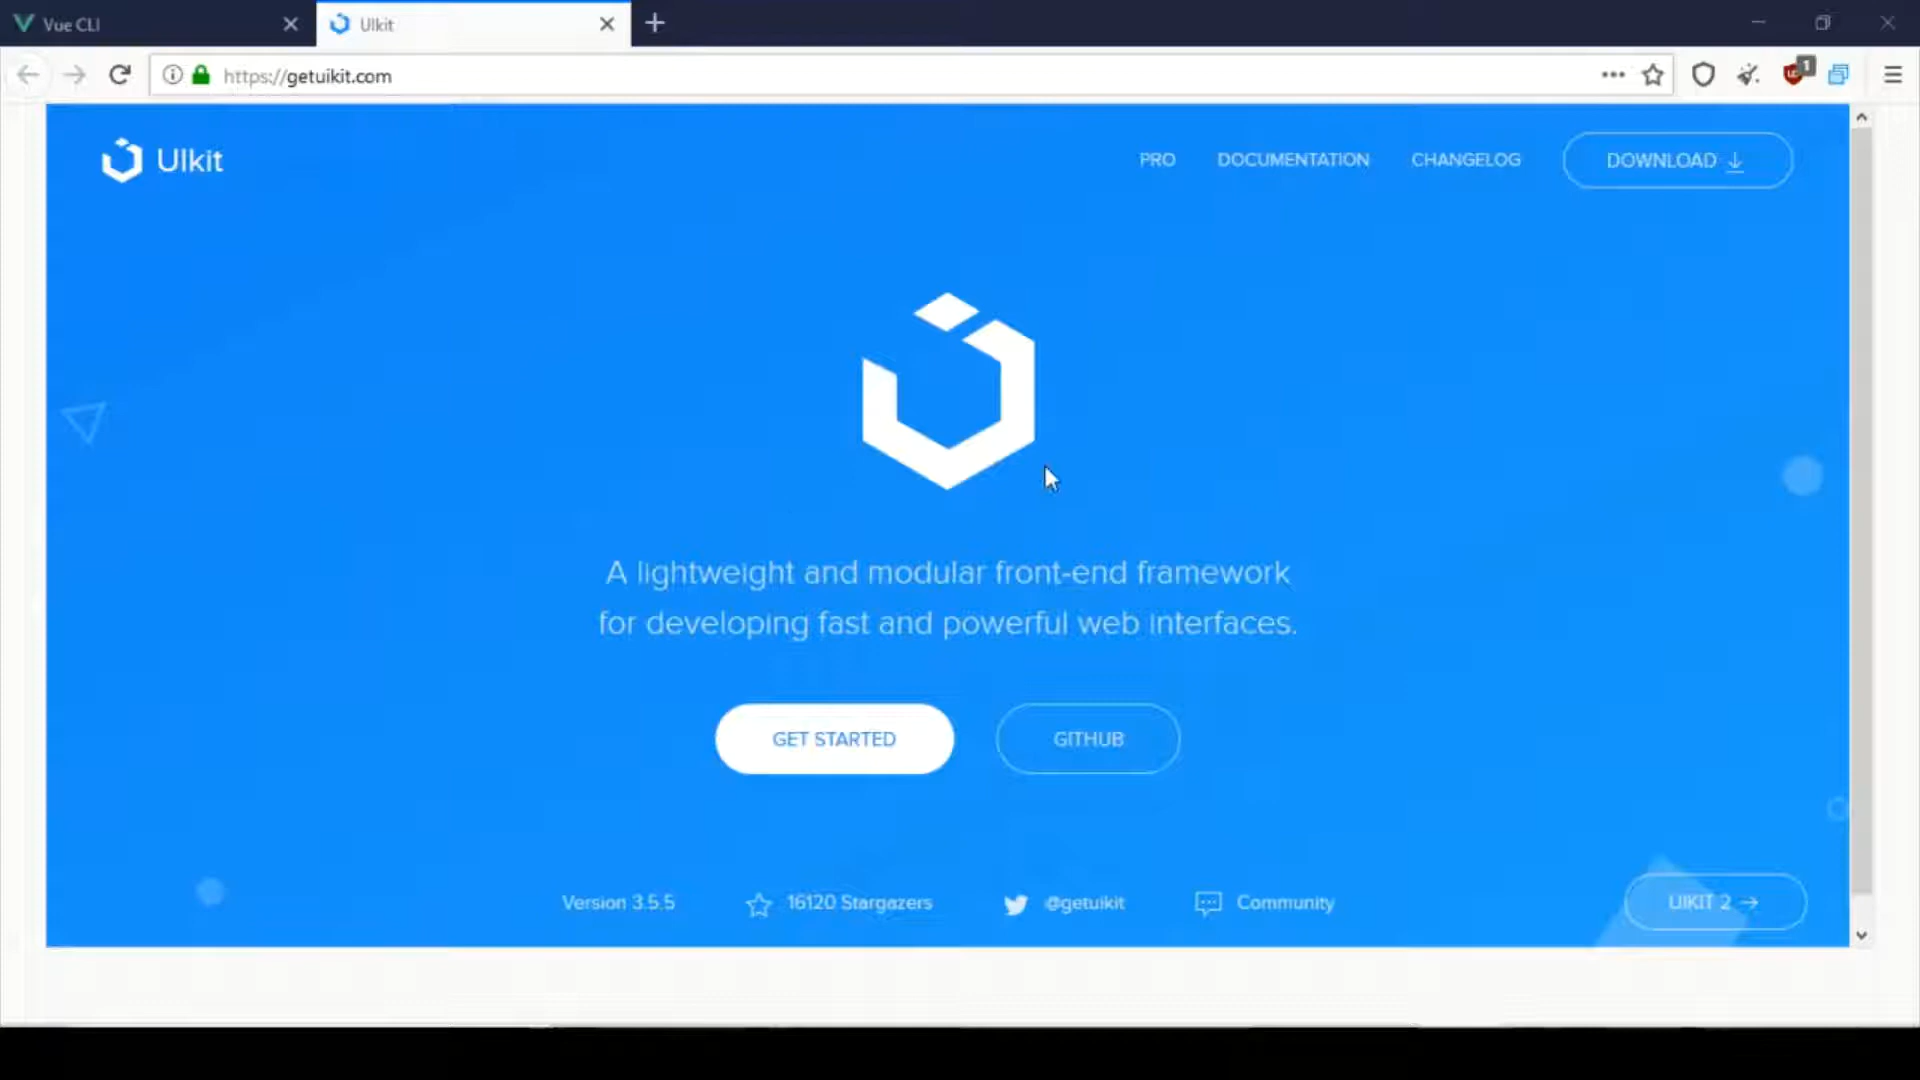 Vue CLI
UIkit
https://getuikit.com
1
UIkit
PRO
DOCUMENTATION
CHANGELOG
DOWNLOAD
A lightweight and modular front-end framework
for developing fast and powerful web interfaces.
GET STARTED
GITHUB
Version 3.5.5
16120 Stargazers
@getuikit
Community
UIKIT 2 →